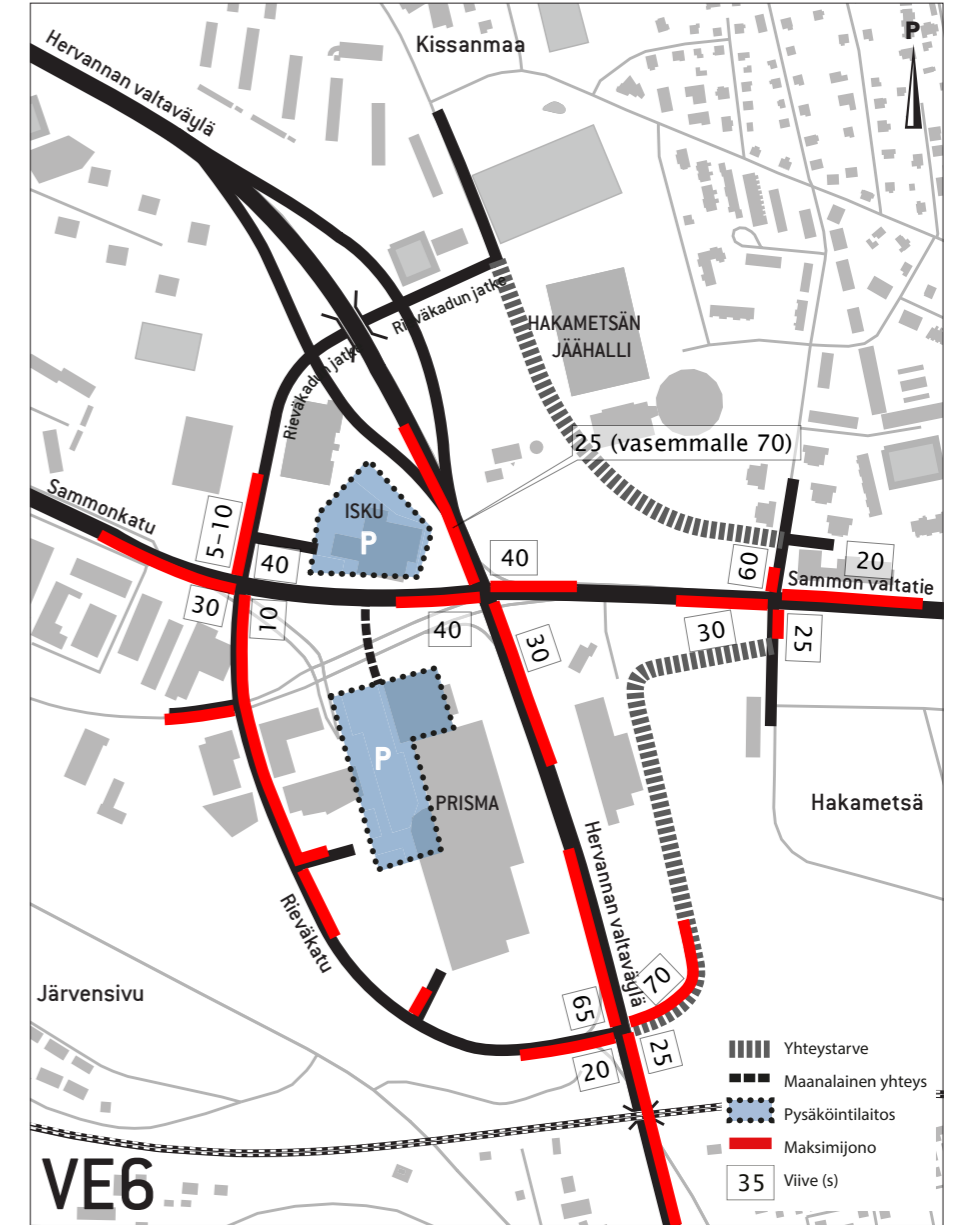 Kissanmaa
P
Hervannan valtaväylä
Rieväkadun jatke
HAKAMETSÄN
JÄÄHALLI
Rieväkadun jatke
25 (vasemmalle 70)
Sammonkatu
5-10
ISKU
P
40
40
60
20
Sammon valtatie
30
10
40
30
30
25
P
PRISMA
Hakametsä
Hervannan valtaväylä
Rieväkatu
Järvensivu
70
65
25
20
Yhteystarve
Maanalainen yhteys
Pysäköintilaitos
Maksimijono
35 Viive (s)
VE6